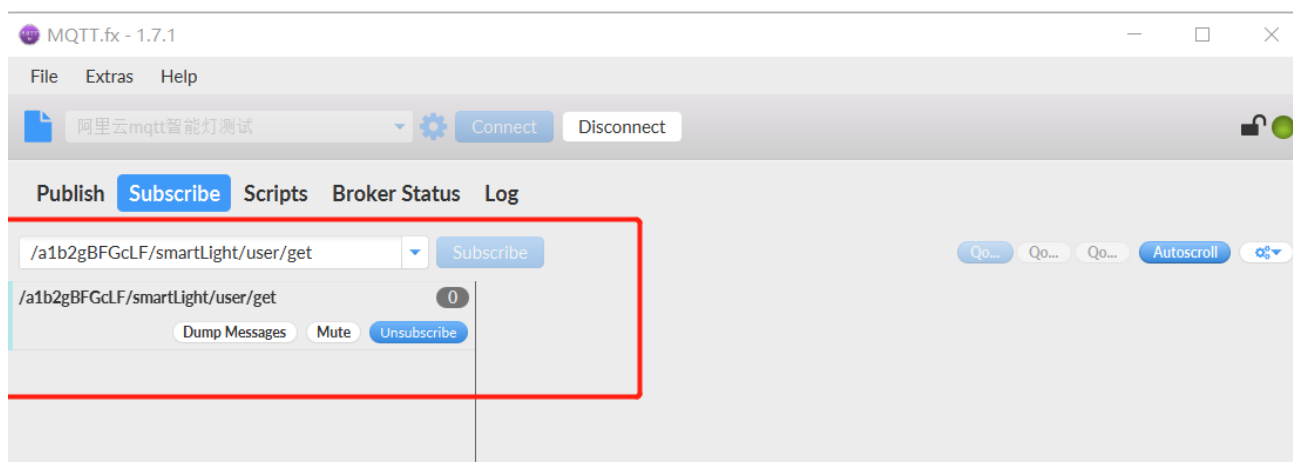 MQTT.fx - 1.7.1
File Extras Help
阿里云mqtt智能灯测试 Connect Disconnect
Publish Subscribe Scripts Broker Status Log
/a1b2gBFGcLF/smartLight/user/get Subscribe Qo... Qo... Qo... Autoscroll
/a1b2gBFGcLF/smartLight/user/get 0
Dump Messages Mute Unsubscribe